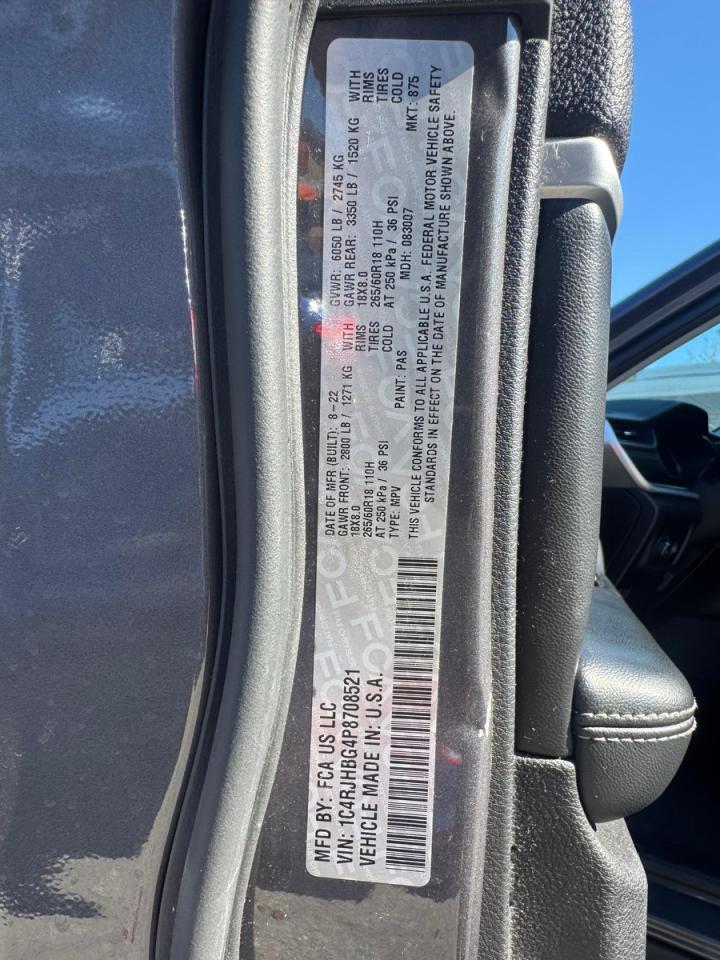 MFD BY: FCA US LLC
VIN: 1C4RJHBG4P8708521
VEHICLE MADE IN: U.S.A.
DATE OF MFR (BUILT): 8-22
GVWR: 6050 LB / 2745 KG
GAWR FRONT: 2800 LB / 1271 KG WITH
GAWR REAR: 3350 LB / 1520 KG WITH
18X8.0 RIMS
18X8.0 RIMS
265/60R18 110H TIRES
265/60R18 110H TIRES
AT 250 kPa / 36 PSI COLD
AT 250 kPa / 36 PSI COLD
TYPE: MPV PAINT: PAS MDH: 083007 MKT: 875
THIS VEHICLE CONFORMS TO ALL APPLICABLE U.S.A. FEDERAL MOTOR VEHICLE SAFETY
STANDARDS IN EFFECT ON THE DATE OF MANUFACTURE SHOWN ABOVE.